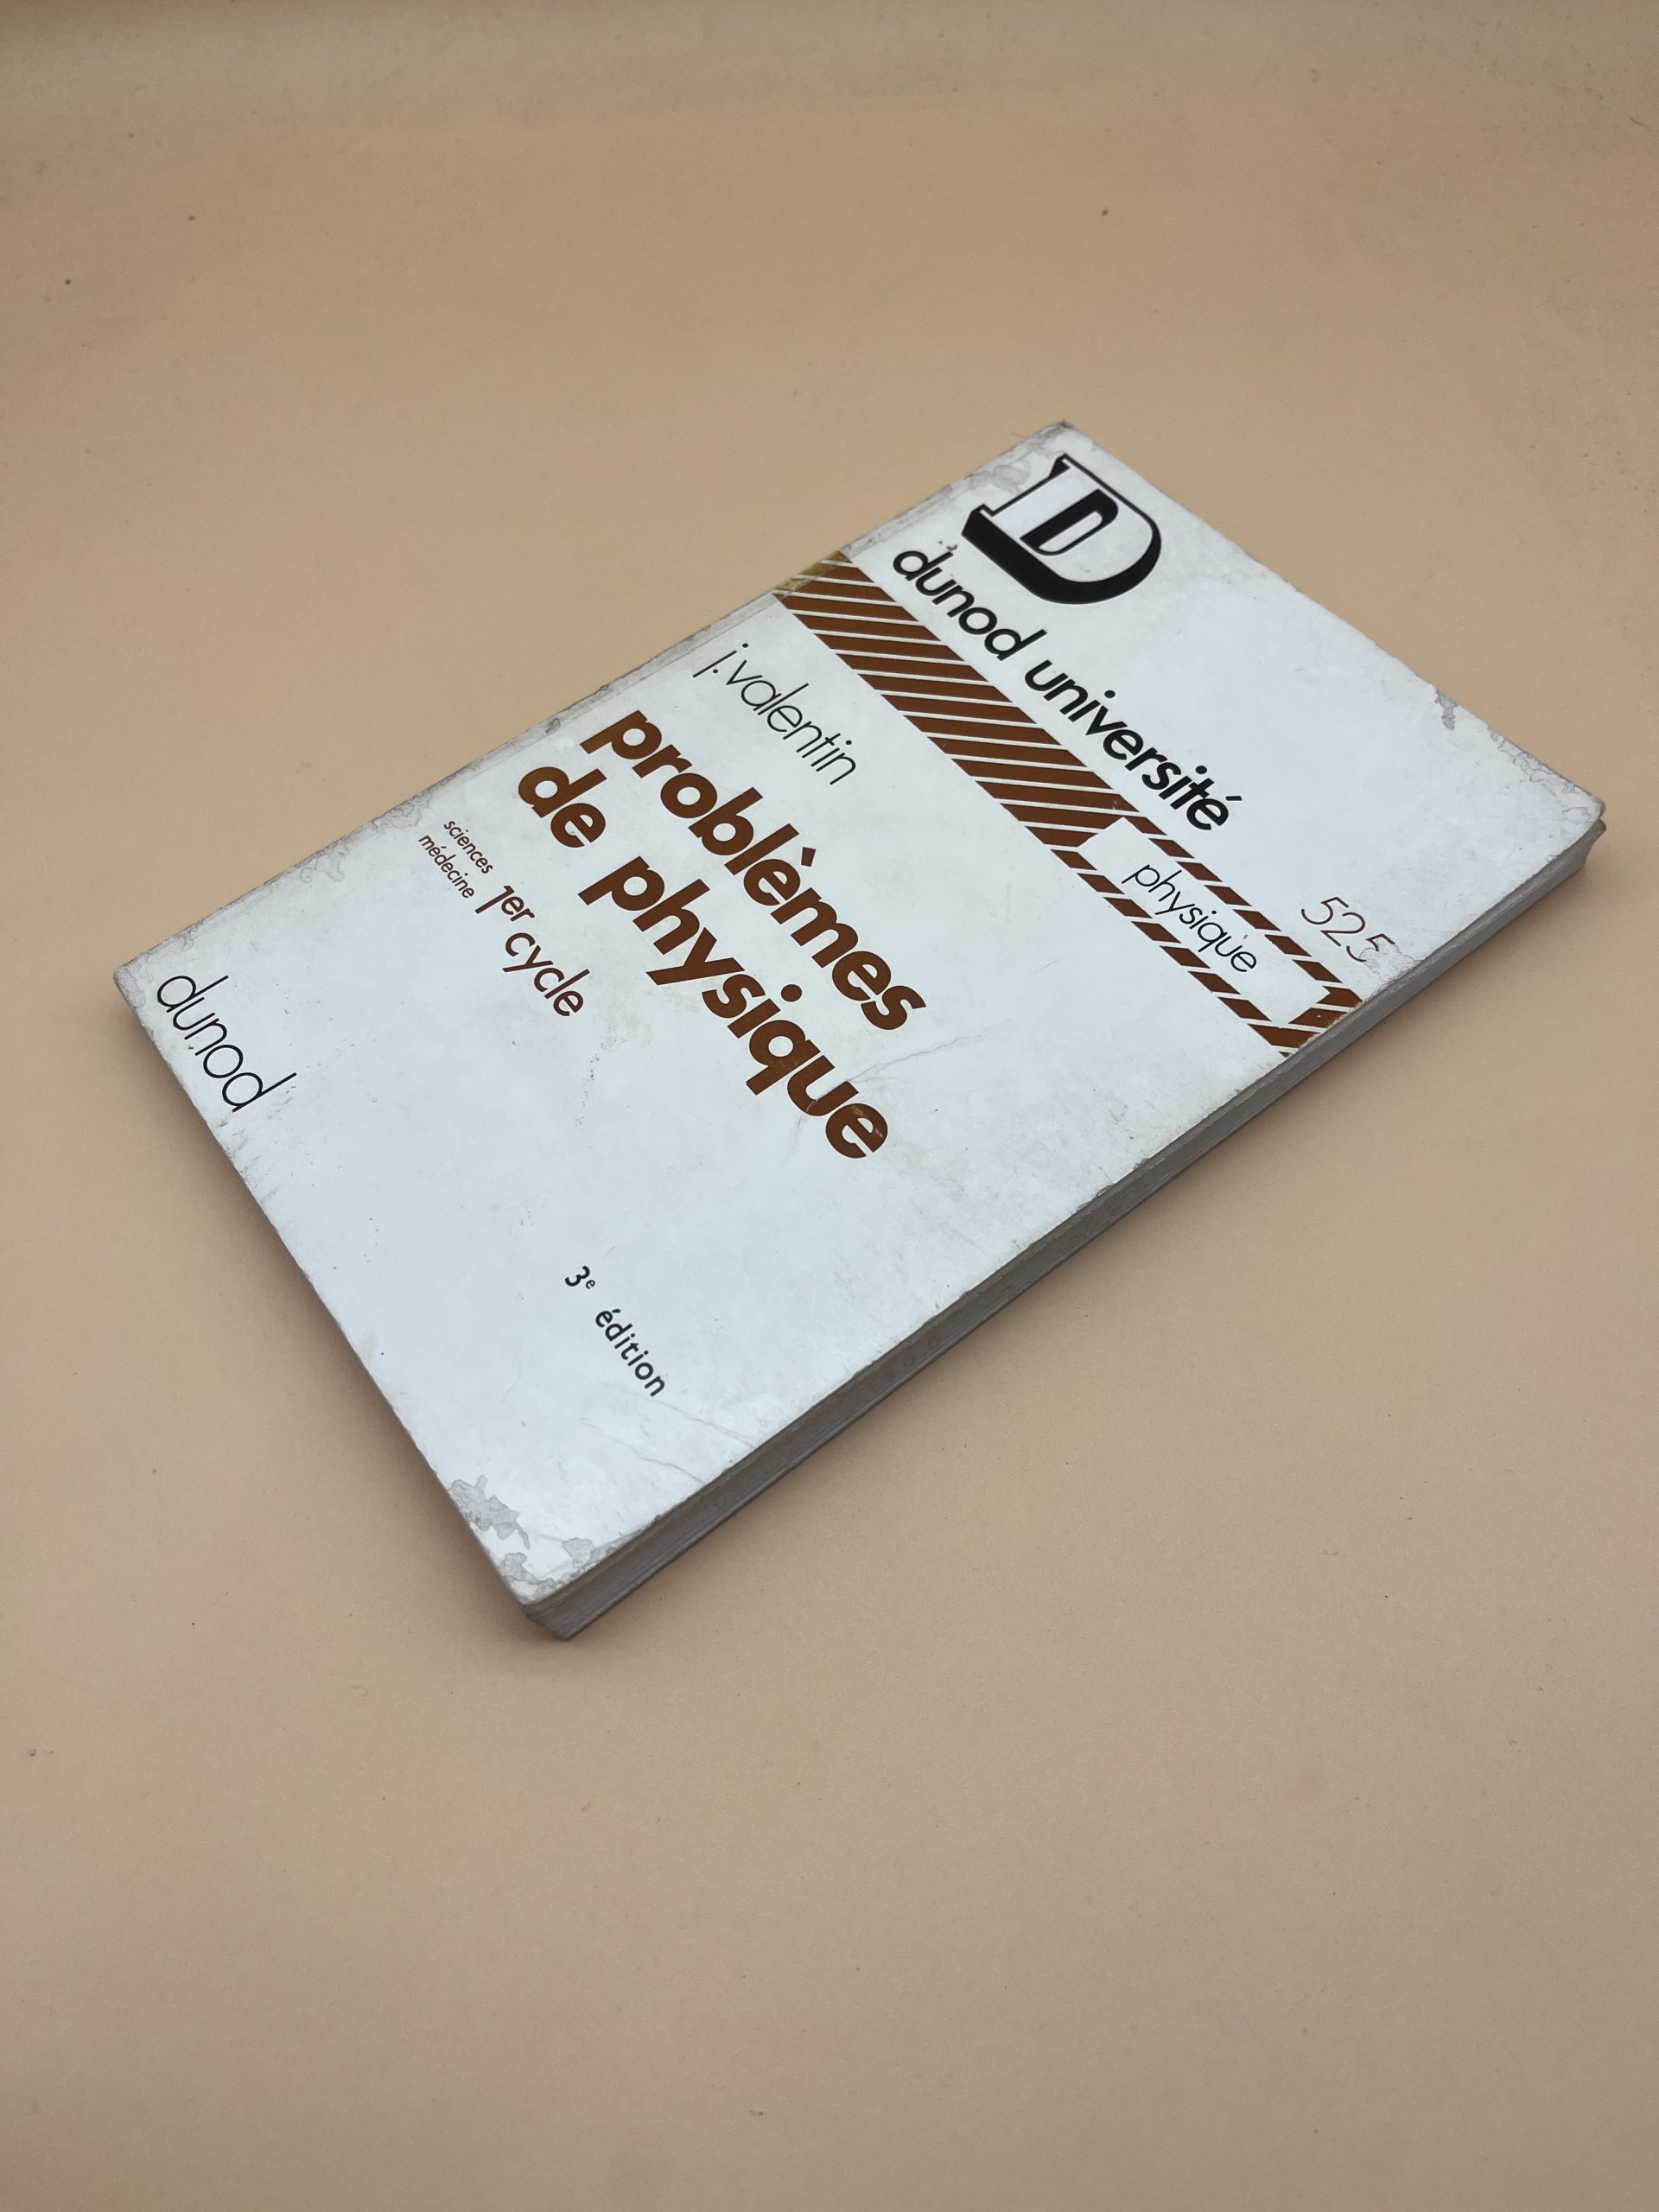 D
dunod université
525
physique
j. valentin
problèmes
de physique
sciences
médecine
1er cycle
3e édition
dunod